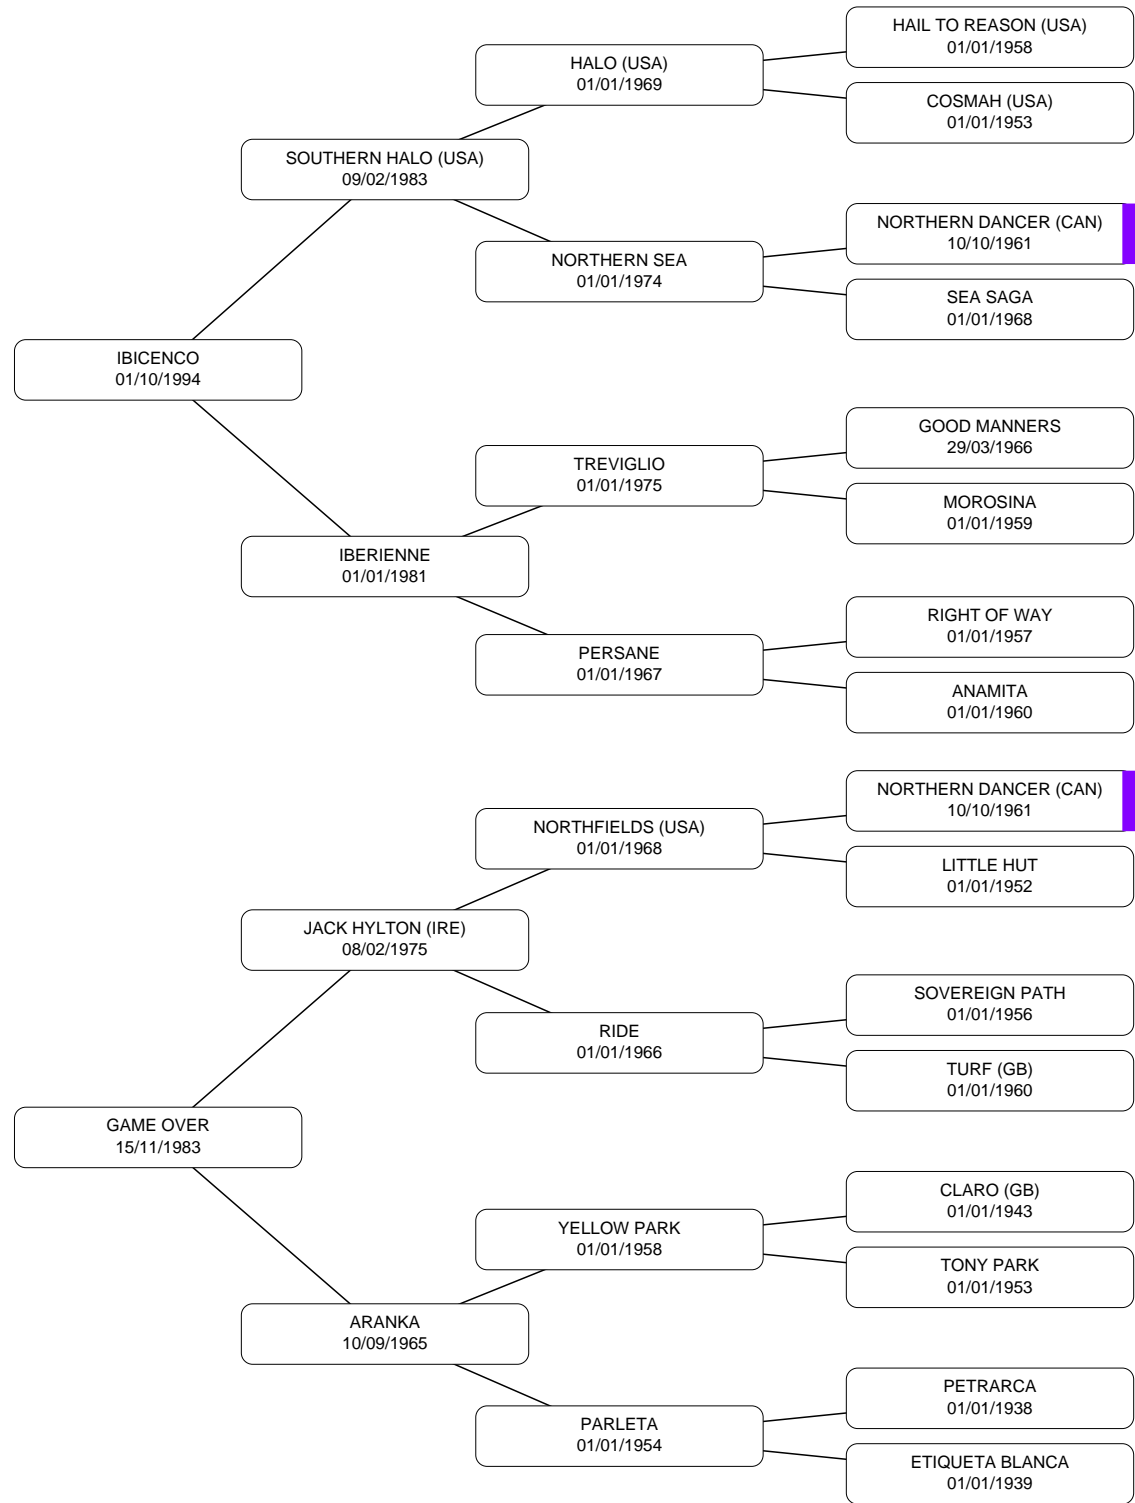 HAIL TO REASON (USA)
01/01/1958
HALO (USA)
01/01/1969
COSMAH (USA)
01/01/1953
SOUTHERN HALO (USA)
09/02/1983
NORTHERN DANCER (CAN)
10/10/1961
NORTHERN SEA
01/01/1974
SEA SAGA
01/01/1968
IBICENCO
01/10/1994
GOOD MANNERS
29/03/1966
TREVIGLIO
01/01/1975
MOROSINA
01/01/1959
IBERIENNE
01/01/1981
RIGHT OF WAY
01/01/1957
PERSANE
01/01/1967
ANAMITA
01/01/1960
NORTHERN DANCER (CAN)
10/10/1961
NORTHFIELDS (USA)
01/01/1968
LITTLE HUT
01/01/1952
JACK HYLTON (IRE)
08/02/1975
SOVEREIGN PATH
01/01/1956
RIDE
01/01/1966
TURF (GB)
01/01/1960
GAME OVER
15/11/1983
CLARO (GB)
01/01/1943
YELLOW PARK
01/01/1958
TONY PARK
01/01/1953
ARANKA
10/09/1965
PETRARCA
01/01/1938
PARLETA
01/01/1954
ETIQUETA BLANCA
01/01/1939